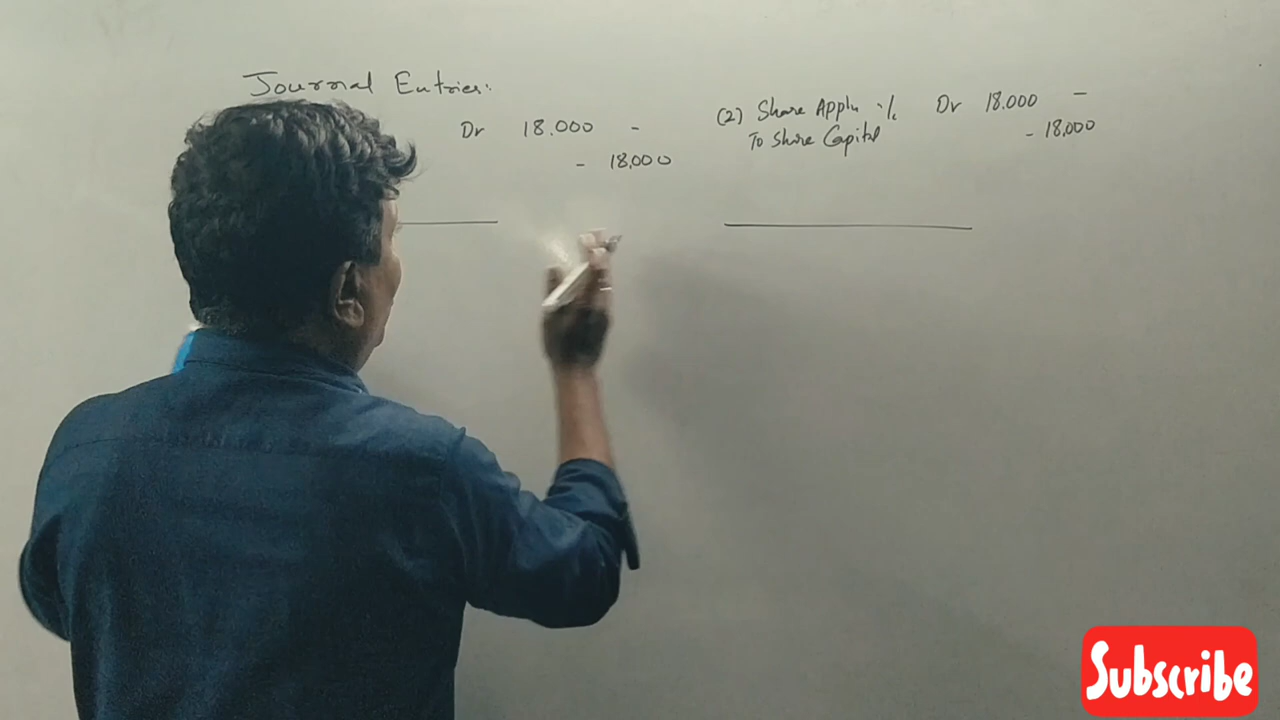 Journal Entries:
Dr 18.000 -
- 18,000
(2) Share Appln a/c Dr 18.000 -
To Share Capital - 18,000
Subscribe